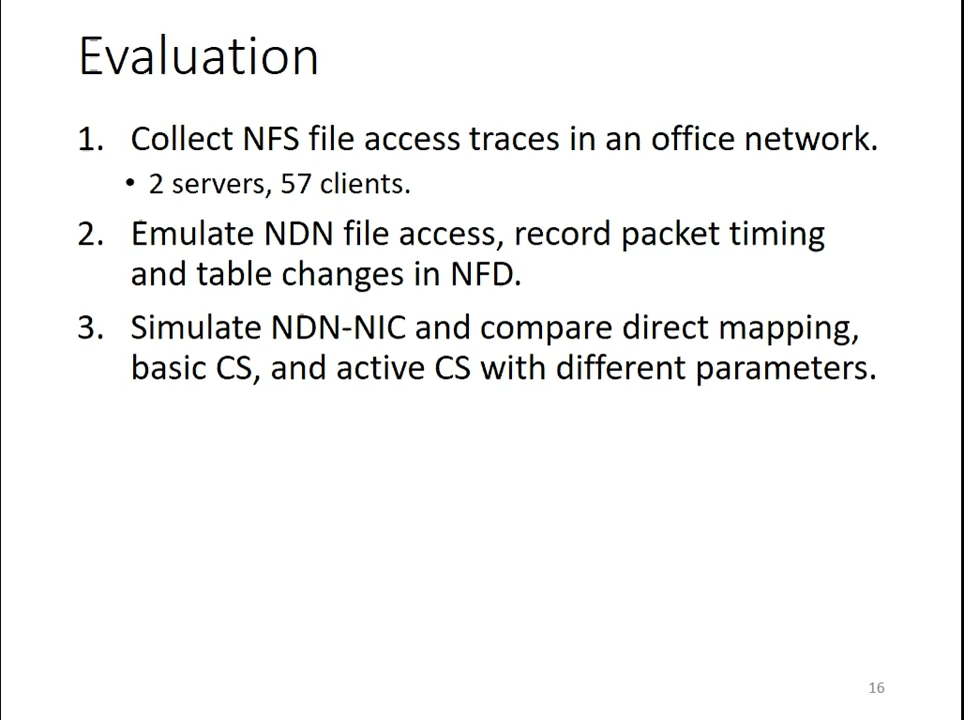 Evaluation
1. Collect NFS file access traces in an office network.
• 2 servers, 57 clients.
2. Emulate NDN file access, record packet timing
and table changes in NFD.
3. Simulate NDN-NIC and compare direct mapping,
basic CS, and active CS with different parameters.
16